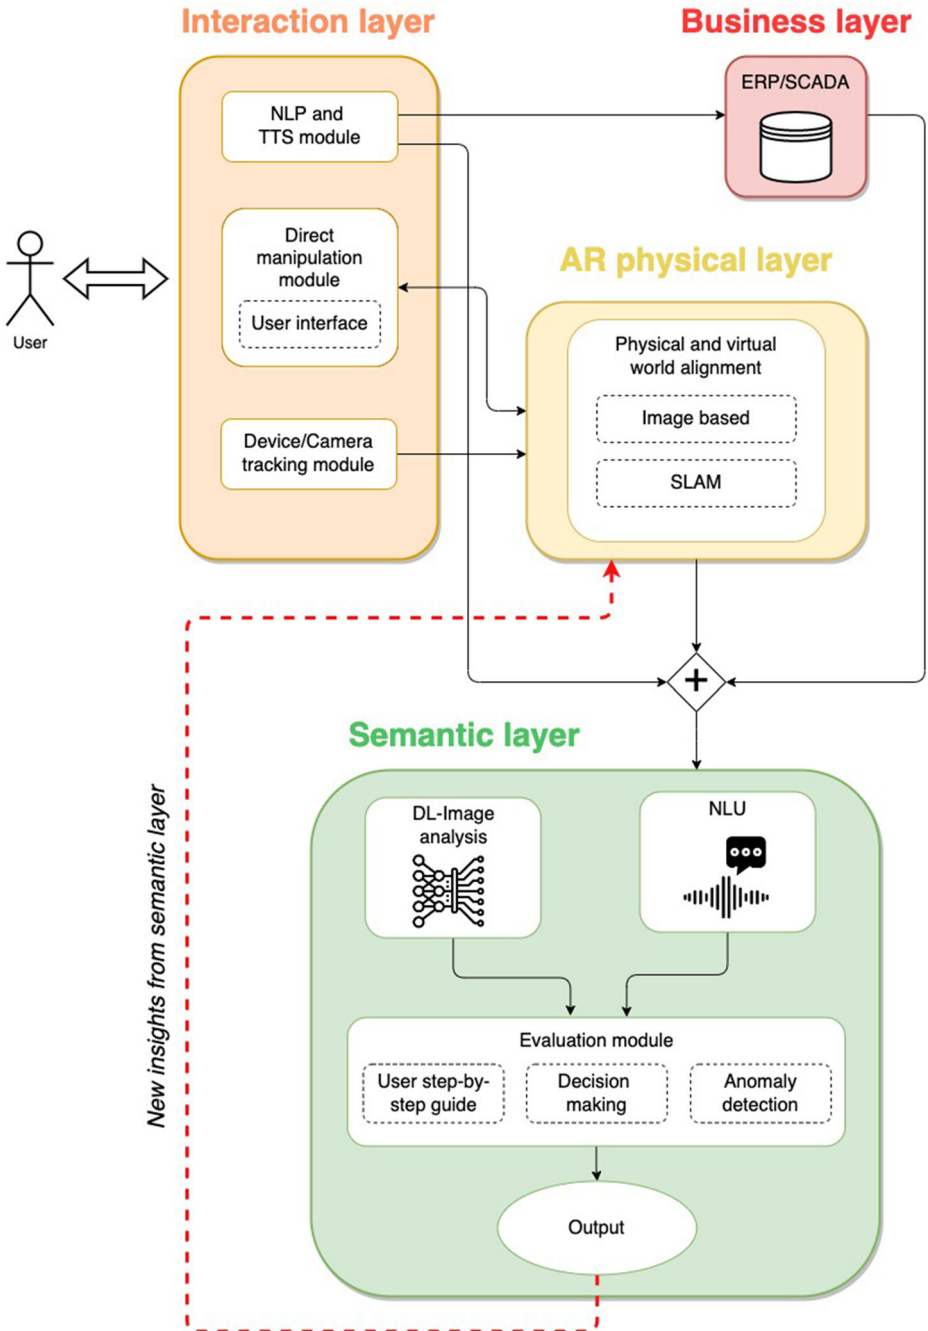 Interaction layer
Business layer
NLP and
TTS module
ERP/SCADA
Direct
manipulation
module
User interface
User
AR physical layer
Physical and virtual
world alignment
Image based
SLAM
Device/Camera
tracking module
+
Semantic layer
New insights from semantic layer
DL-Image
analysis
NLU
Evaluation module
User step-by-
step guide
Decision
making
Anomaly
detection
Output